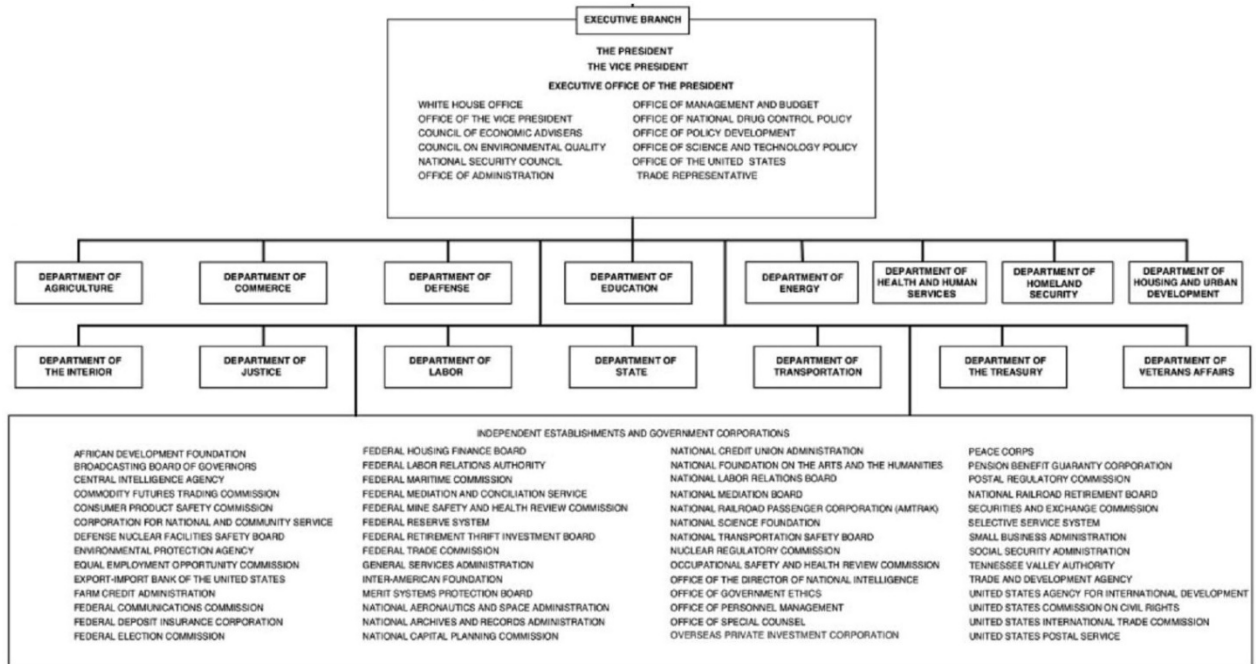 EXECUTIVE BRANCH
THE PRESIDENT
THE VICE PRESIDENT
EXECUTIVE OFFICE OF THE PRESIDENT
WHITE HOUSE OFFICE
OFFICE OF THE VICE PRESIDENT
COUNCIL OF ECONOMIC ADVISERS
COUNCIL ON ENVIRONMENTAL QUALITY
NATIONAL SECURITY COUNCIL
OFFICE OF ADMINISTRATION
OFFICE OF MANAGEMENT AND BUDGET
OFFICE OF NATIONAL DRUG CONTROL POLICY
OFFICE OF POLICY DEVELOPMENT
OFFICE OF SCIENCE AND TECHNOLOGY POLICY
OFFICE OF THE UNITED STATES
TRADE REPRESENTATIVE
DEPARTMENT OF
AGRICULTURE
DEPARTMENT OF
COMMERCE
DEPARTMENT OF
DEFENSE
DEPARTMENT OF
EDUCATION
DEPARTMENT OF
ENERGY
DEPARTMENT OF
HEALTH AND HUMAN
SERVICES
DEPARTMENT OF
HOMELAND
SECURITY
DEPARTMENT OF
HOUSING AND URBAN
DEVELOPMENT
DEPARTMENT OF
THE INTERIOR
DEPARTMENT OF
JUSTICE
DEPARTMENT OF
LABOR
DEPARTMENT OF
STATE
DEPARTMENT OF
TRANSPORTATION
DEPARTMENT OF
THE TREASURY
DEPARTMENT OF
VETERANS AFFAIRS
INDEPENDENT ESTABLISHMENTS AND GOVERNMENT CORPORATIONS
AFRICAN DEVELOPMENT FOUNDATION
BROADCASTING BOARD OF GOVERNORS
CENTRAL INTELLIGENCE AGENCY
COMMODITY FUTURES TRADING COMMISSION
CONSUMER PRODUCT SAFETY COMMISSION
CORPORATION FOR NATIONAL AND COMMUNITY SERVICE
DEFENSE NUCLEAR FACILITIES SAFETY BOARD
ENVIRONMENTAL PROTECTION AGENCY
EQUAL EMPLOYMENT OPPORTUNITY COMMISSION
EXPORT-IMPORT BANK OF THE UNITED STATES
FARM CREDIT ADMINISTRATION
FEDERAL COMMUNICATIONS COMMISSION
FEDERAL DEPOSIT INSURANCE CORPORATION
FEDERAL ELECTION COMMISSION
FEDERAL HOUSING FINANCE BOARD
FEDERAL LABOR RELATIONS AUTHORITY
FEDERAL MARITIME COMMISSION
FEDERAL MEDIATION AND CONCILIATION SERVICE
FEDERAL MINE SAFETY AND HEALTH REVIEW COMMISSION
FEDERAL RESERVE SYSTEM
FEDERAL RETIREMENT THRIFT INVESTMENT BOARD
FEDERAL TRADE COMMISSION
GENERAL SERVICES ADMINISTRATION
INTER-AMERICAN FOUNDATION
MERIT SYSTEMS PROTECTION BOARD
NATIONAL AERONAUTICS AND SPACE ADMINISTRATION
NATIONAL ARCHIVES AND RECORDS ADMINISTRATION
NATIONAL CAPITAL PLANNING COMMISSION
NATIONAL CREDIT UNION ADMINISTRATION
NATIONAL FOUNDATION ON THE ARTS AND THE HUMANITIES
NATIONAL LABOR RELATIONS BOARD
NATIONAL MEDIATION BOARD
NATIONAL RAILROAD PASSENGER CORPORATION (AMTRAK)
NATIONAL SCIENCE FOUNDATION
NATIONAL TRANSPORTATION SAFETY BOARD
NUCLEAR REGULATORY COMMISSION
OCCUPATIONAL SAFETY AND HEALTH REVIEW COMMISSION
OFFICE OF THE DIRECTOR OF NATIONAL INTELLIGENCE
OFFICE OF GOVERNMENT ETHICS
OFFICE OF PERSONNEL MANAGEMENT
OFFICE OF SPECIAL COUNSEL
OVERSEAS PRIVATE INVESTMENT CORPORATION
PEACE CORPS
PENSION BENEFIT GUARANTY CORPORATION
POSTAL REGULATORY COMMISSION
NATIONAL RAILROAD RETIREMENT BOARD
SECURITIES AND EXCHANGE COMMISSION
SELECTIVE SERVICE SYSTEM
SMALL BUSINESS ADMINISTRATION
SOCIAL SECURITY ADMINISTRATION
TENNESSEE VALLEY AUTHORITY
TRADE AND DEVELOPMENT AGENCY
UNITED STATES AGENCY FOR INTERNATIONAL DEVELOPMENT
UNITED STATES COMMISSION ON CIVIL RIGHTS
UNITED STATES INTERNATIONAL TRADE COMMISSION
UNITED STATES POSTAL SERVICE